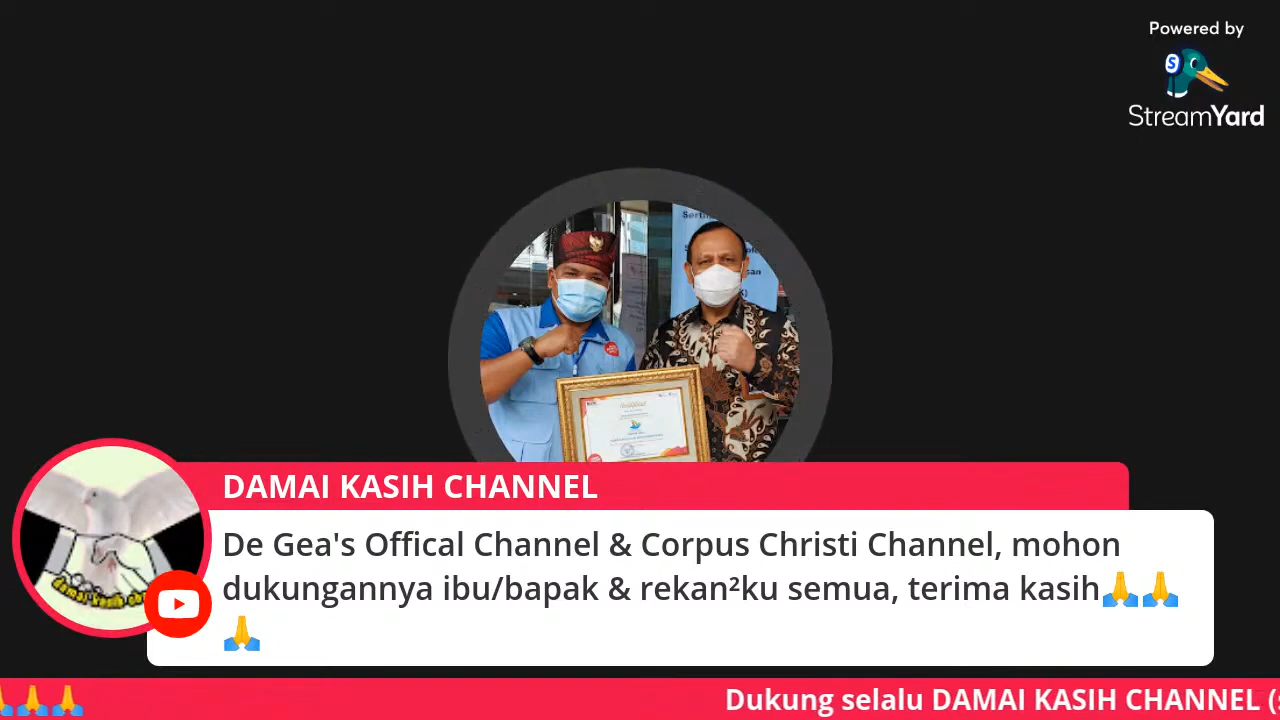 Powered by
StreamYard
DAMAI KASIH CHANNEL
De Gea's Offical Channel & Corpus Christi Channel, mohon
dukungannya ibu/bapak & rekan²ku semua, terima kasih🙏🙏
🙏
🙏🙏🙏 Dukung selalu DAMAI KASIH CHANNEL (